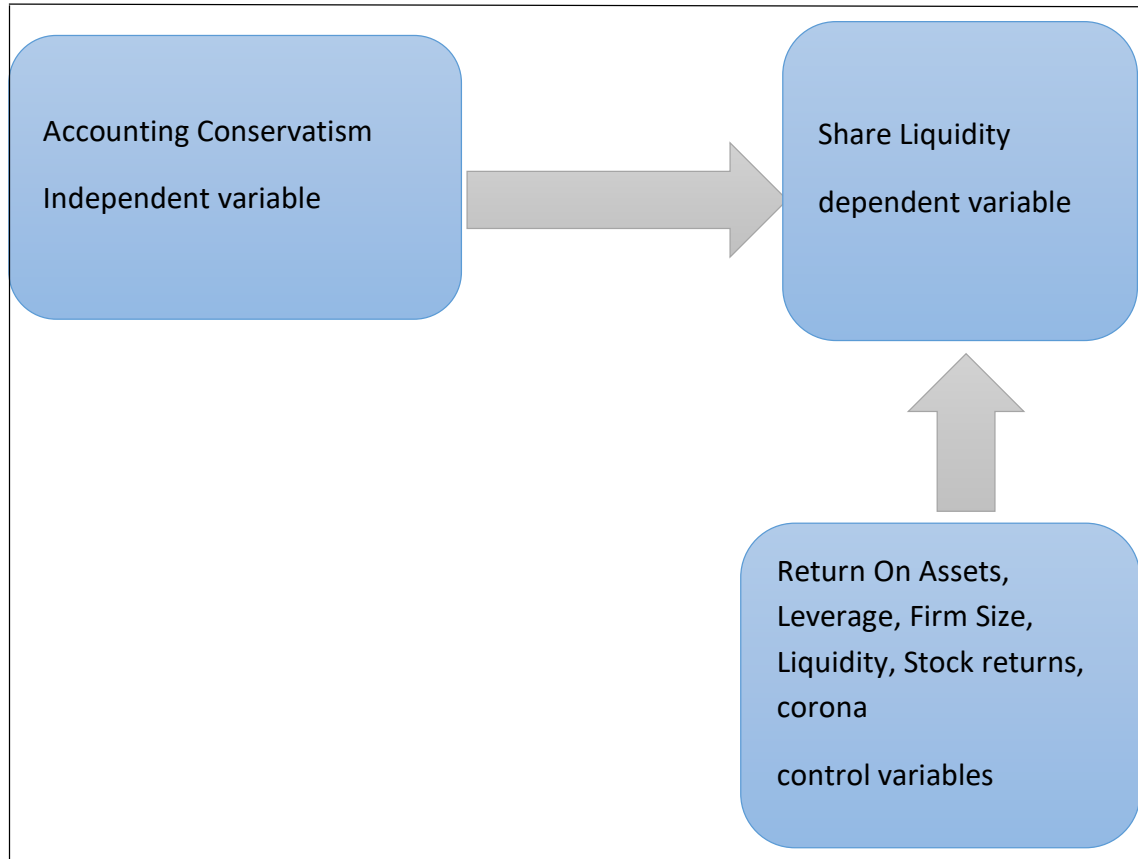 Accounting Conservatism
Independent variable
Share Liquidity
dependent variable
Return On Assets,
Leverage, Firm Size,
Liquidity, Stock returns,
corona
control variables